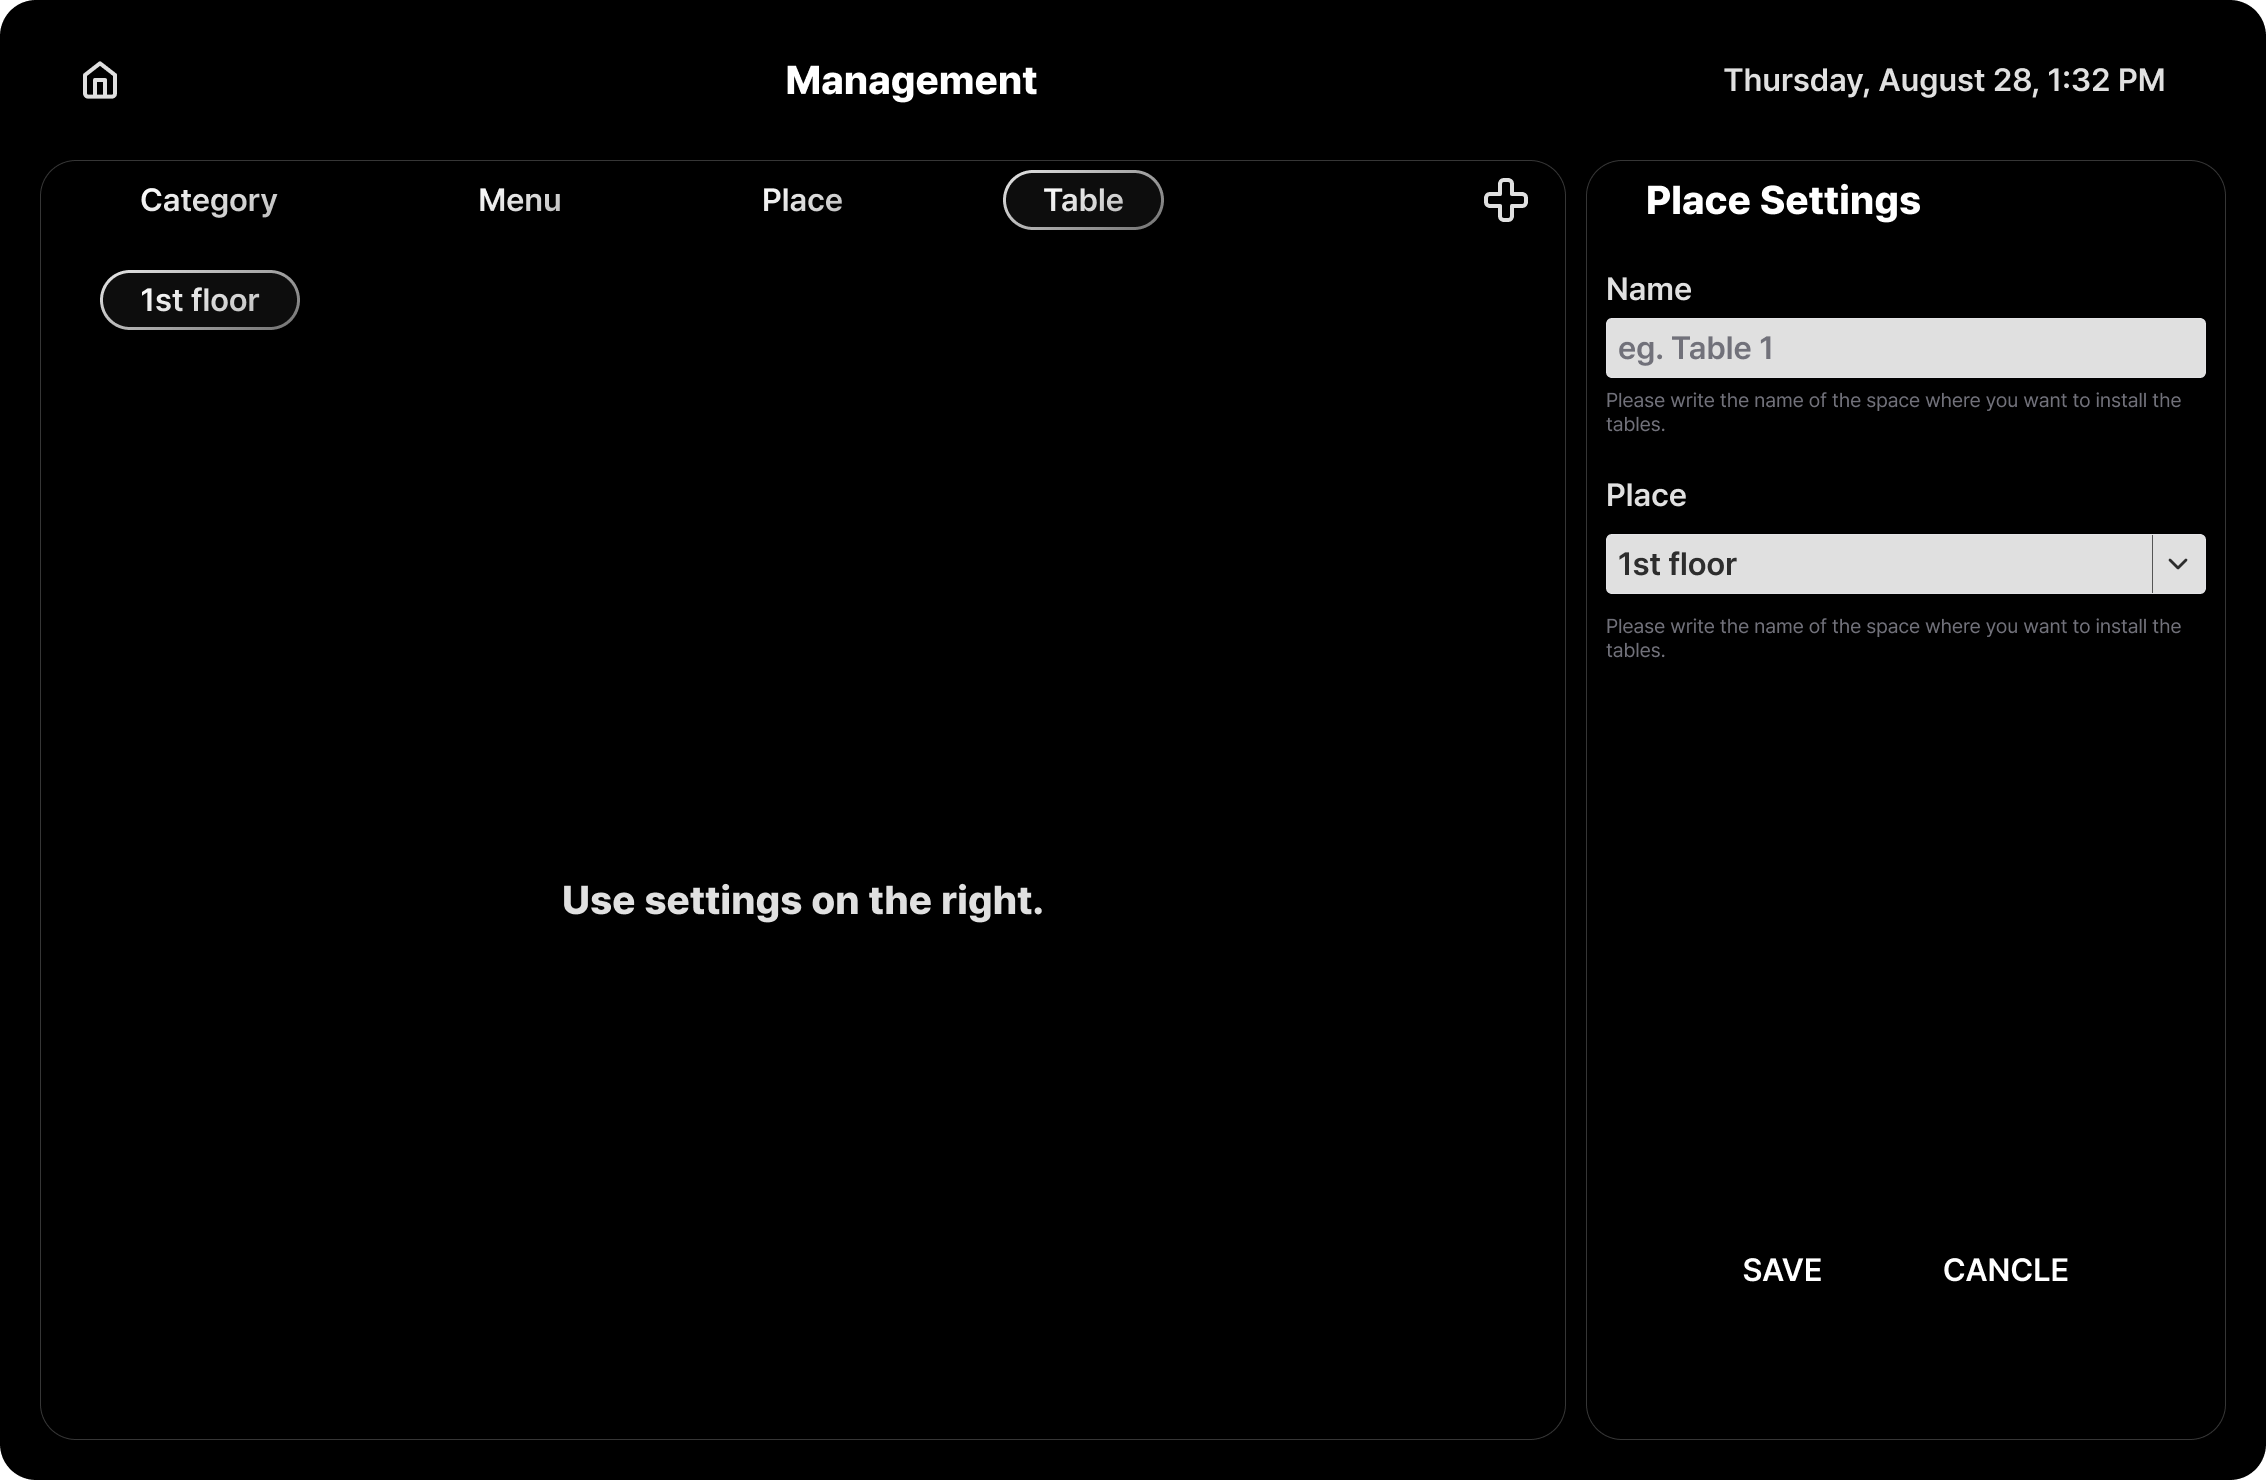 Management
Thursday, August 28, 1:32 PM
Category
Menu
Place
Table
1st floor
Use settings on the right.
Place Settings
Name
eg. Table 1
Please write the name of the space where you want to install the
tables.
Place
1st floor
Please write the name of the space where you want to install the
tables.
SAVE
CANCLE